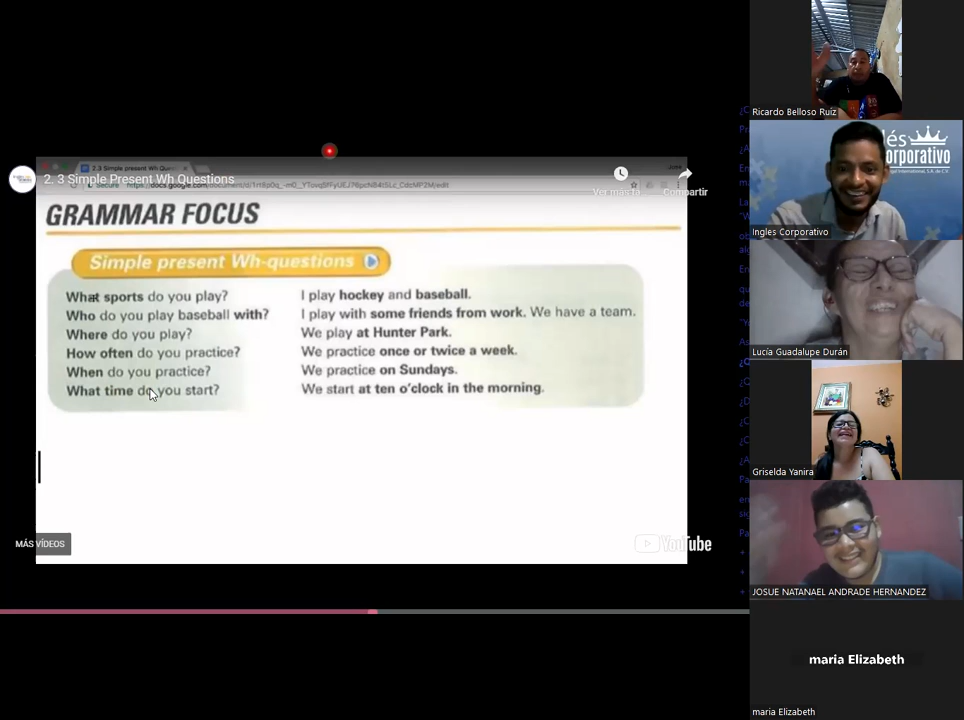 2. 3 Simple Present Wh Questions
Ver más ta
Compartir
GRAMMAR FOCUS
Simple present Wh-questions
What sports do you play? I play hockey and baseball.
Who do you play baseball with? I play with some friends from work. We have a team.
Where do you play? We play at Hunter Park.
How often do you practice? We practice once or twice a week.
When do you practice? We practice on Sundays.
What time do you start? We start at ten o'clock in the morning.
MÁS VÍDEOS
YouTube
Ricardo Belloso Ruiz
lés
orporativo
Ingles Corporativo
Lucía Guadalupe Durán
Griselda Yanira
JOSUE NATANAEL ANDRADE HERNANDEZ
maria Elizabeth
maria Elizabeth